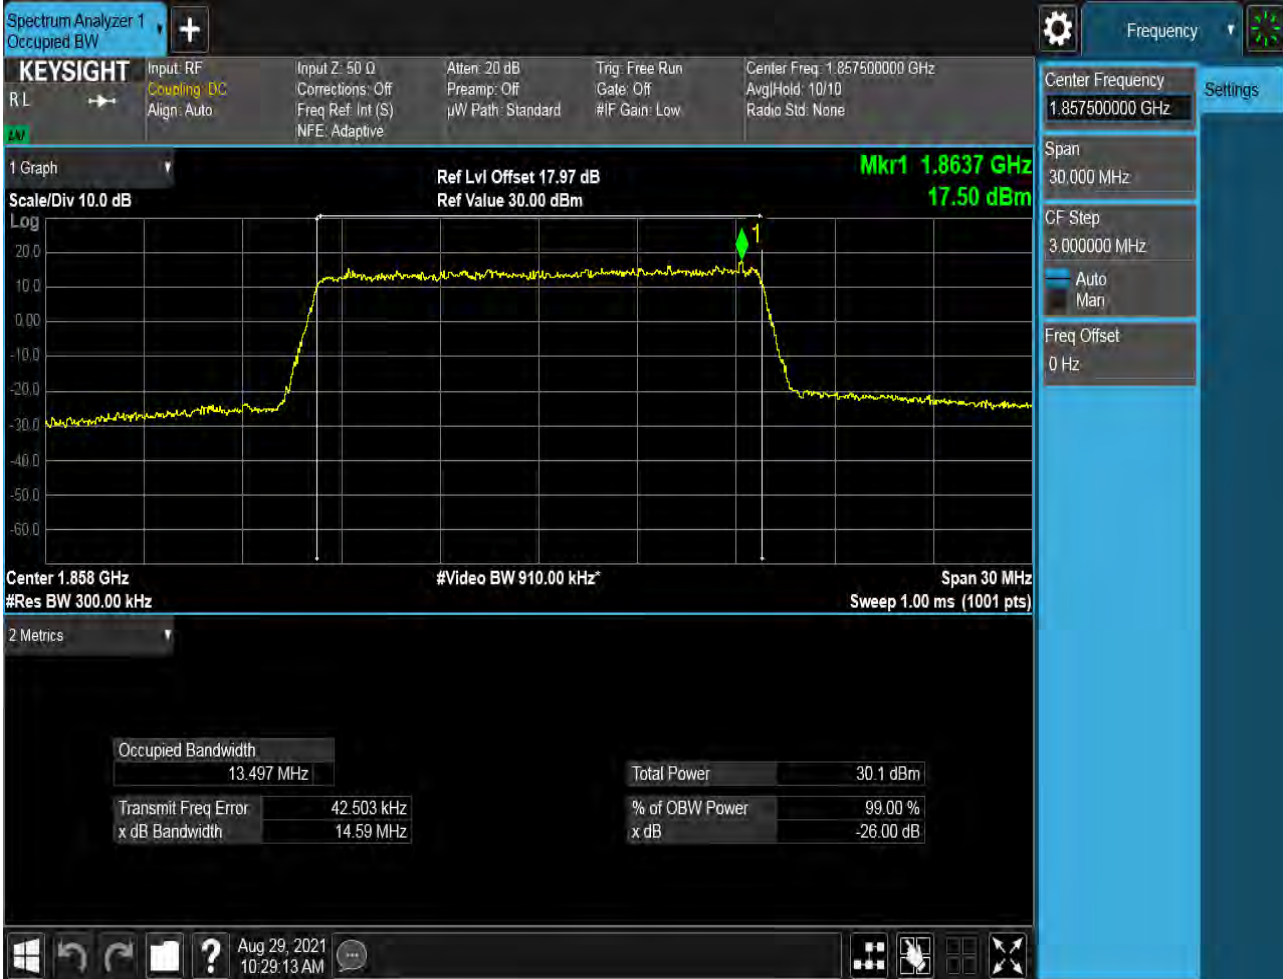 Spectrum Analyzer 1
Occupied BW
+
Frequency
KEYSIGHT
RL
LNI
Input: RF
Coupling: DC
Align: Auto
Input Z: 50 Ω
Corrections: Off
Freq Ref: Int (S)
NFE: Adaptive
Atten: 20 dB
Preamp: Off
µW Path: Standard
Trig: Free Run
Gate: Off
#IF Gain: Low
Center Freq: 1.857500000 GHz
Avg|Hold: 10/10
Radio Std: None
Center Frequency
1.857500000 GHz
Settings
Span
30.000 MHz
CF Step
3.000000 MHz
Auto
Man
Freq Offset
0 Hz
1 Graph
Scale/Div 10.0 dB
Log
Ref Lvl Offset 17.97 dB
Ref Value 30.00 dBm
Mkr1 1.8637 GHz
17.50 dBm
1
20.0
10.0
0.00
-10.0
-20.0
-30.0
-40.0
-50.0
-60.0
Center 1.858 GHz
#Video BW 910.00 kHz*
Span 30 MHz
#Res BW 300.00 kHz
Sweep 1.00 ms (1001 pts)
2 Metrics
Occupied Bandwidth
13.497 MHz
Total Power 30.1 dBm
Transmit Freq Error 42.503 kHz
% of OBW Power 99.00 %
x dB Bandwidth 14.59 MHz
x dB -26.00 dB
?
Aug 29, 2021
10:29:13 AM